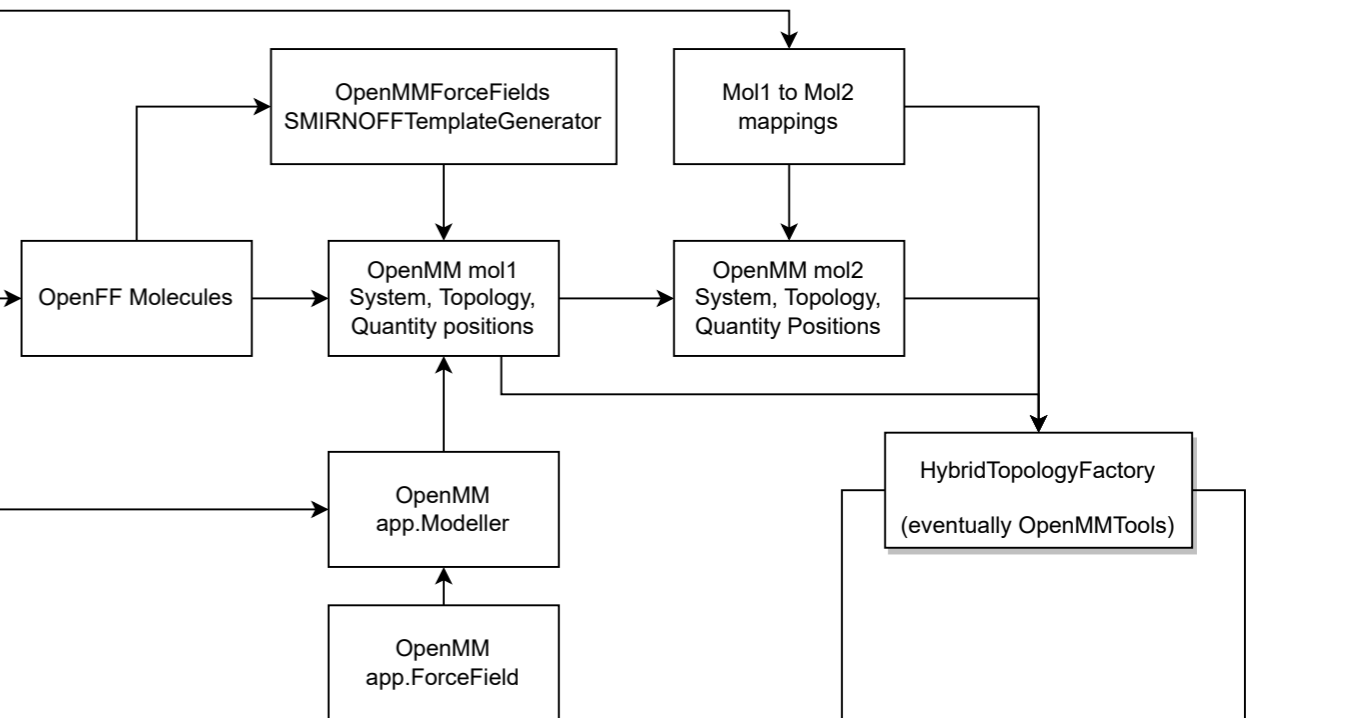 OpenMMForceFields
SMIRNOFFTemplateGenerator
Mol1 to Mol2
mappings
OpenFF Molecules
OpenMM mol1
System, Topology,
Quantity positions
OpenMM mol2
System, Topology,
Quantity Positions
OpenMM
app.Modeller
HybridTopologyFactory
(eventually OpenMMTools)
OpenMM
app.ForceField